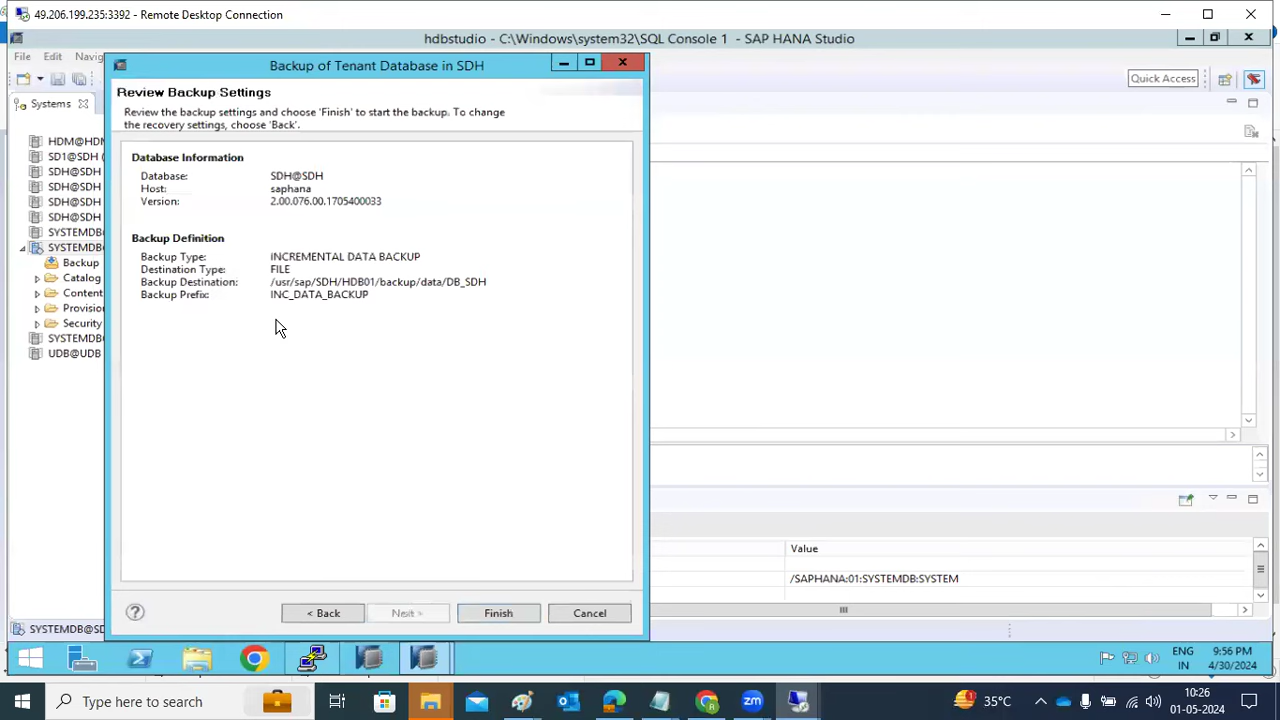 49.206.199.235:3392 - Remote Desktop Connection
hdbstudio - C:\Windows\system32\SQL Console 1 - SAP HANA Studio
File Edit Navig
Backup of Tenant Database in SDH
Quick Access
Review Backup Settings
Systems
Review the backup settings and choose 'Finish' to start the backup. To change
the recovery settings, choose 'Back'.
HDM@HDM
SD1@SDH (
SDH@SDH
SDH@SDH
SDH@SDH
SDH@SDH
SYSTEMDB@
SYSTEMDB
Backup
Catalog
Content
Provision
Security
SYSTEMDB@
UDB@UDB
Database Information
Database: SDH@SDH
Host: saphana
Version: 2.00.076.00.1705400033
Backup Definition
Backup Type: INCREMENTAL DATA BACKUP
Destination Type: FILE
Backup Destination: /usr/sap/SDH/HDB01/backup/data/DB_SDH
Backup Prefix: INC_DATA_BACKUP
Value
/SAPHANA:01:SYSTEMDB:SYSTEM
< Back Next > Finish Cancel
SYSTEMDB@SD
ENG
IN
9:56 PM
4/30/2024
Type here to search
35°C
10:26
01-05-2024